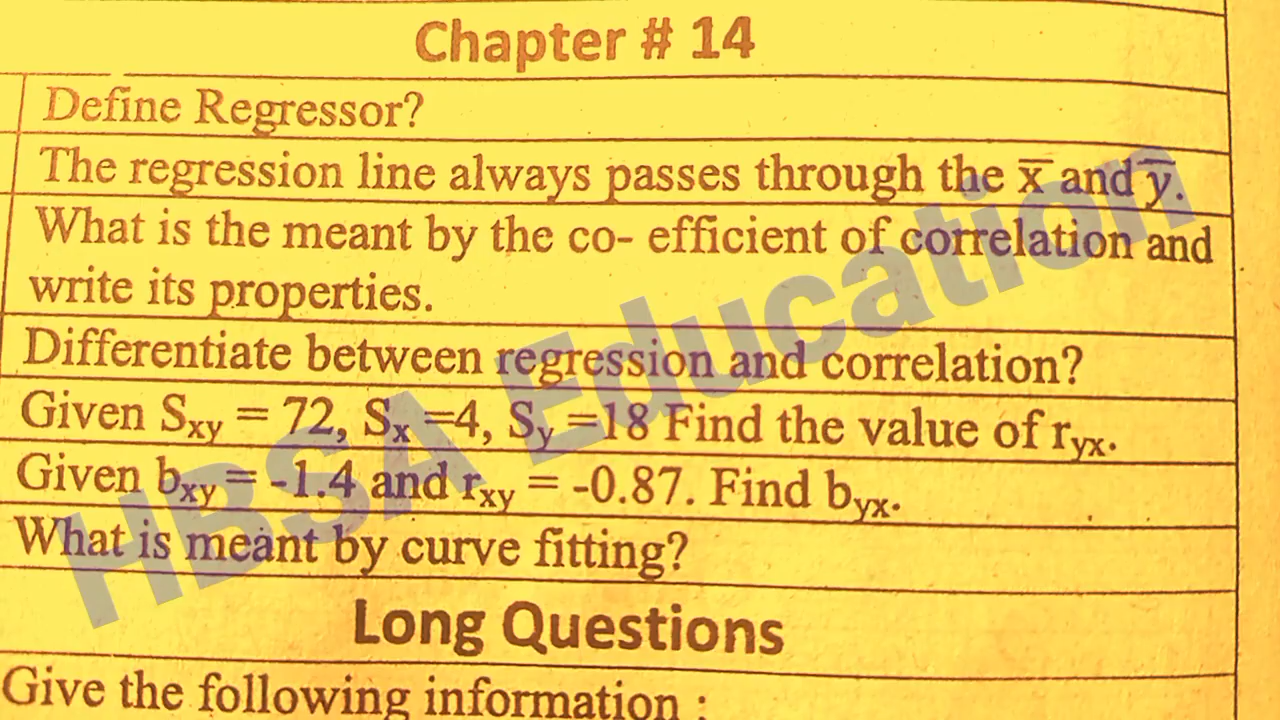 Chapter # 14
Define Regressor?
The regression line always passes through the x̅ and y̅.
What is the meant by the co- efficient of correlation and
write its properties.
Differentiate between regression and correlation?
Given Sxy = 72, Sx =4, Sy =18 Find the value of ryx.
Given bxy = -1.4 and rxy = -0.87. Find byx.
What is meant by curve fitting?
Long Questions
Give the following information :
HBSA Education